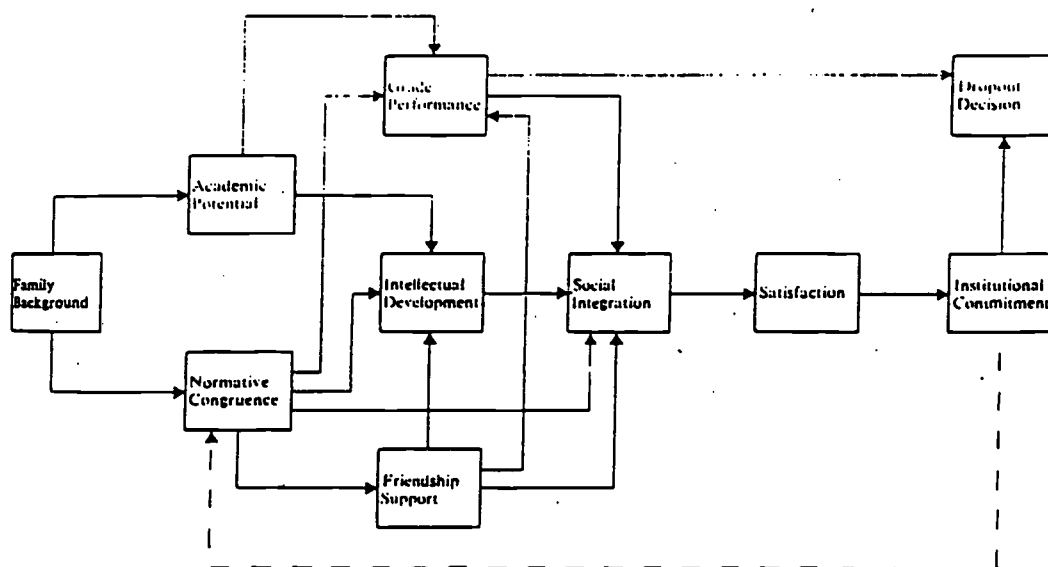 Grade
Performance
Dropout
Decision
Academic
Potential
Family
Background
Intellectual
Development
Social
Integration
Satisfaction
Institutional
Commitment
Normative
Congruence
Friendship
Support